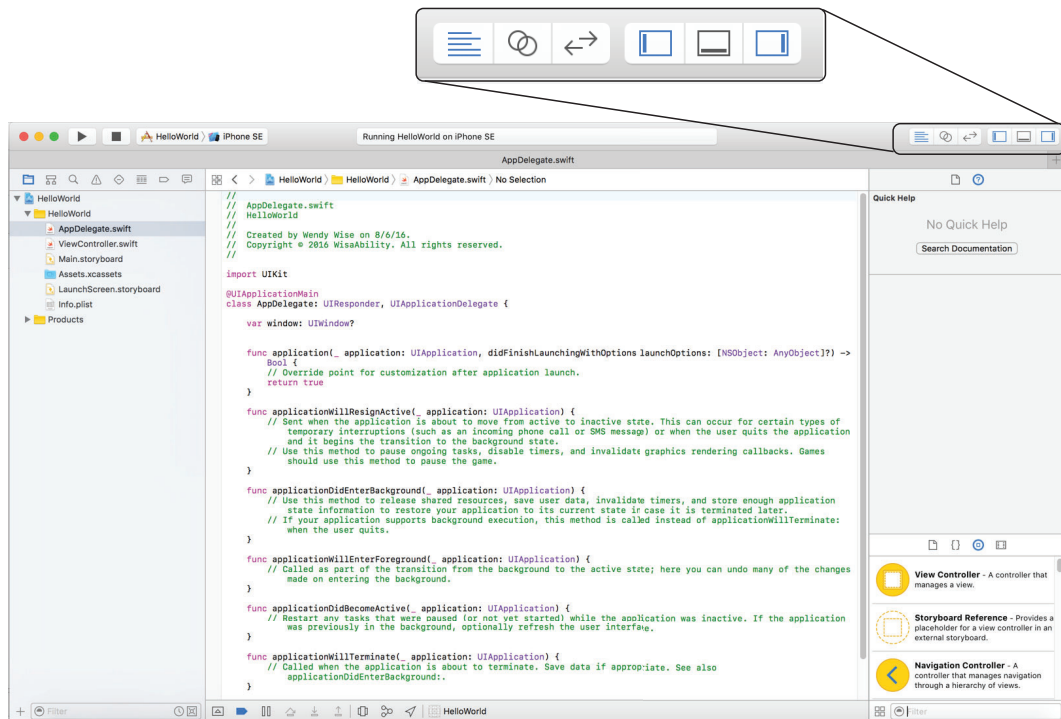 HelloWorld iPhone SE
Running HelloWorld on iPhone SE
AppDelegate.swift
HelloWorld HelloWorld AppDelegate.swift No Selection
HelloWorld
HelloWorld
AppDelegate.swift
ViewController.swift
Main.storyboard
Assets.xcassets
LaunchScreen.storyboard
Info.plist
Products
Filter
//
// AppDelegate.swift
// HelloWorld
//
// Created by Wendy Wise on 8/6/16.
// Copyright © 2016 WisaAbility. All rights reserved.
//
import UIKit
@UIApplicationMain
class AppDelegate: UIResponder, UIApplicationDelegate {
var window: UIWindow?
func application(_ application: UIApplication, didFinishLaunchingWithOptions launchOptions: [NSObject: AnyObject]?) ->
Bool {
// Override point for customization after application launch.
return true
}
func applicationWillResignActive(_ application: UIApplication) {
// Sent when the application is about to move from active to inactive state. This can occur for certain types of
temporary interruptions (such as an incoming phone call or SMS message) or when the user quits the application
and it begins the transition to the background state.
// Use this method to pause ongoing tasks, disable timers, and invalidate graphics rendering callbacks. Games
should use this method to pause the game.
}
func applicationDidEnterBackground(_ application: UIApplication) {
// Use this method to release shared resources, save user data, invalidate timers, and store enough application
state information to restore your application to its current state in case it is terminated later.
// If your application supports background execution, this method is called instead of applicationWillTerminate:
when the user quits.
}
func applicationWillEnterForeground(_ application: UIApplication) {
// Called as part of the transition from the background to the active state; here you can undo many of the changes
made on entering the background.
}
func applicationDidBecomeActive(_ application: UIApplication) {
// Restart any tasks that were paused (or not yet started) while the application was inactive. If the application
was previously in the background, optionally refresh the user interface.
}
func applicationWillTerminate(_ application: UIApplication) {
// Called when the application is about to terminate. Save data if appropriate. See also
applicationDidEnterBackground:.
}
HelloWorld
Quick Help
No Quick Help
Search Documentation
View Controller - A controller that
manages a view.
Storyboard Reference - Provides a
placeholder for a view controller in an
external storyboard.
Navigation Controller - A
controller that manages navigation
through a hierarchy of views.
Filter